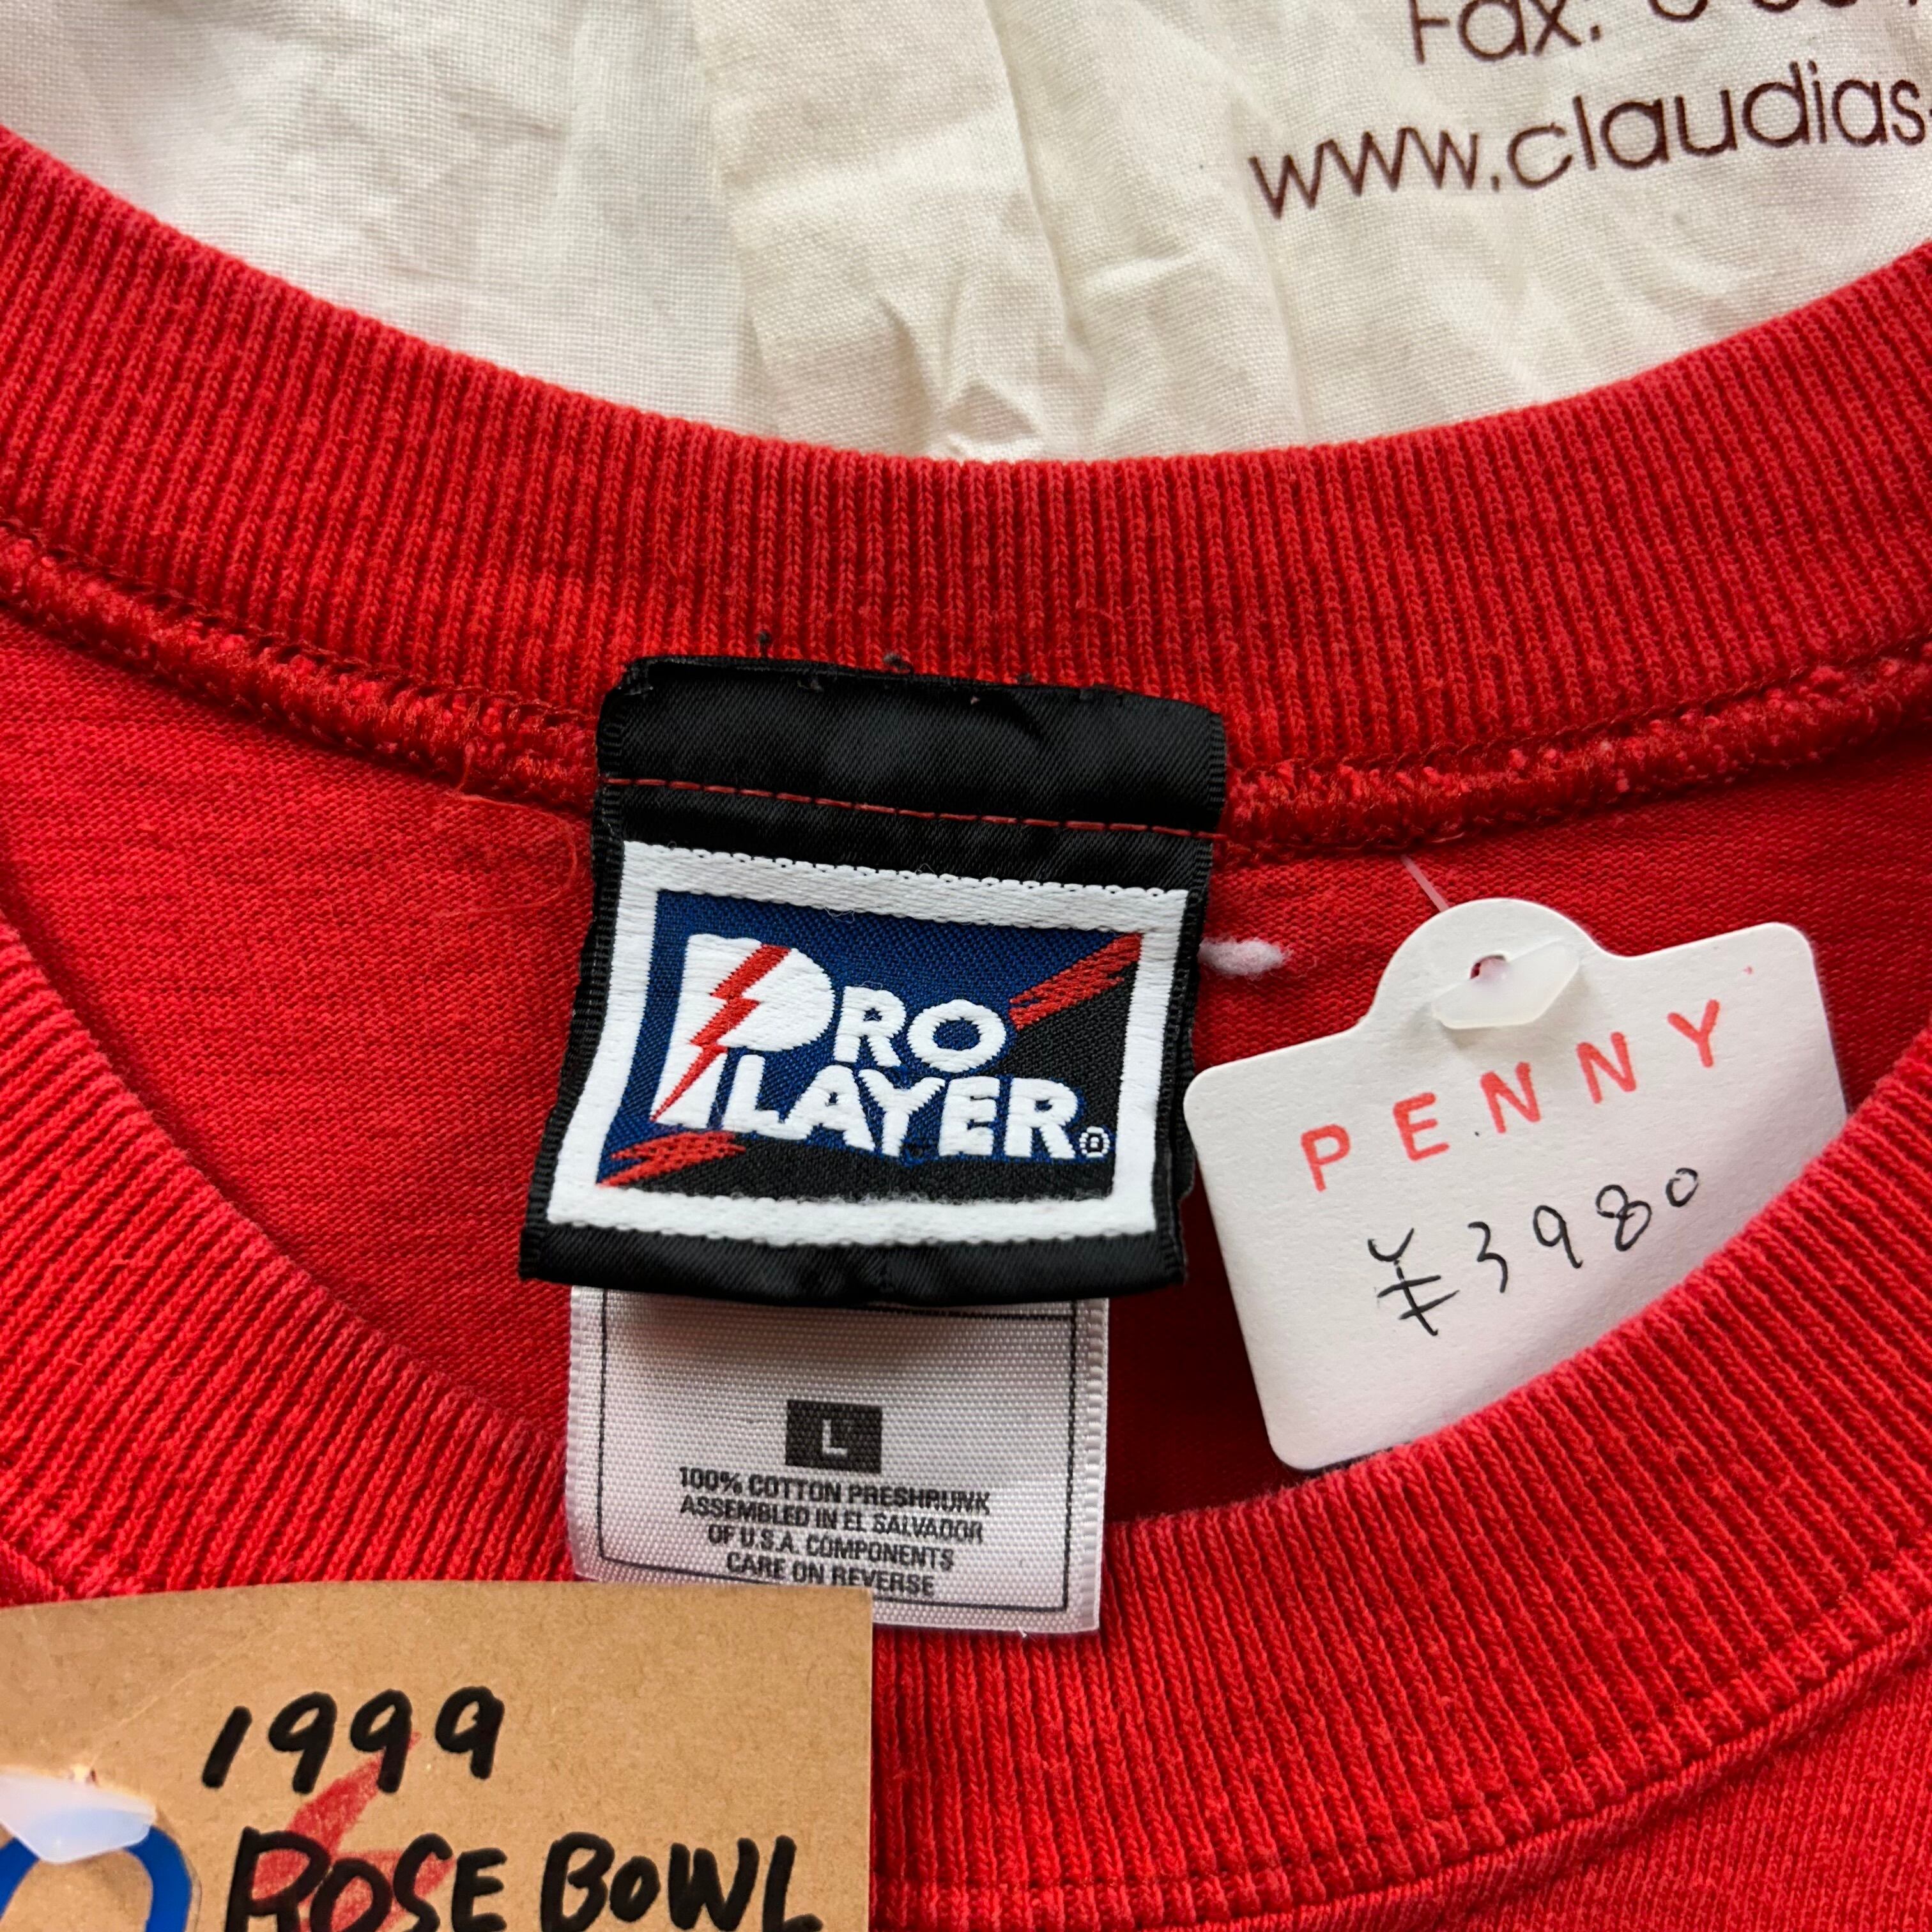 Fax:
www.claudias.
PRO
PLAYER®
PENNY
¥3980
L
100% COTTON PRESHRUNK
ASSEMBLED IN EL SALVADOR
OF U.S.A. COMPONENTS
CARE ON REVERSE
1999
ROSE BOWL